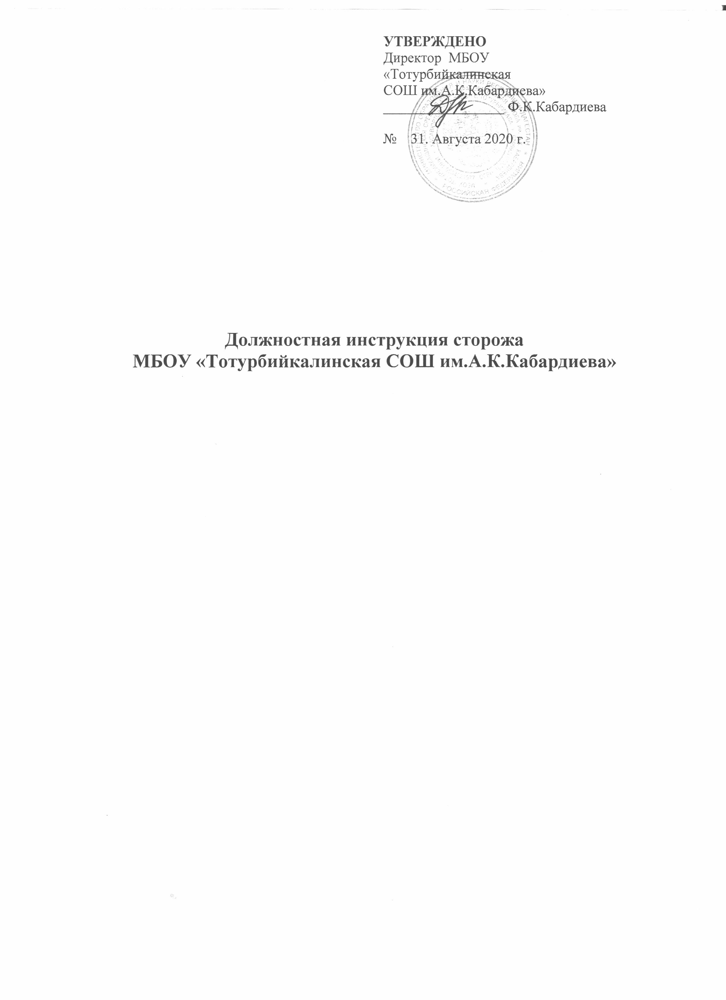 УТВЕРЖДЕНО
Директор МБОУ
«Тотурбийкалинская
СОШ им.А.К.Кабардиева»
Ф.К.Кабардиева
№ 31. Августа 2020 г.
РОССИЙСКАЯ ФЕДЕРАЦИЯ
Должностная инструкция сторожа
МБОУ «Тотурбийкалинская СОШ им.А.К.Кабардиева»